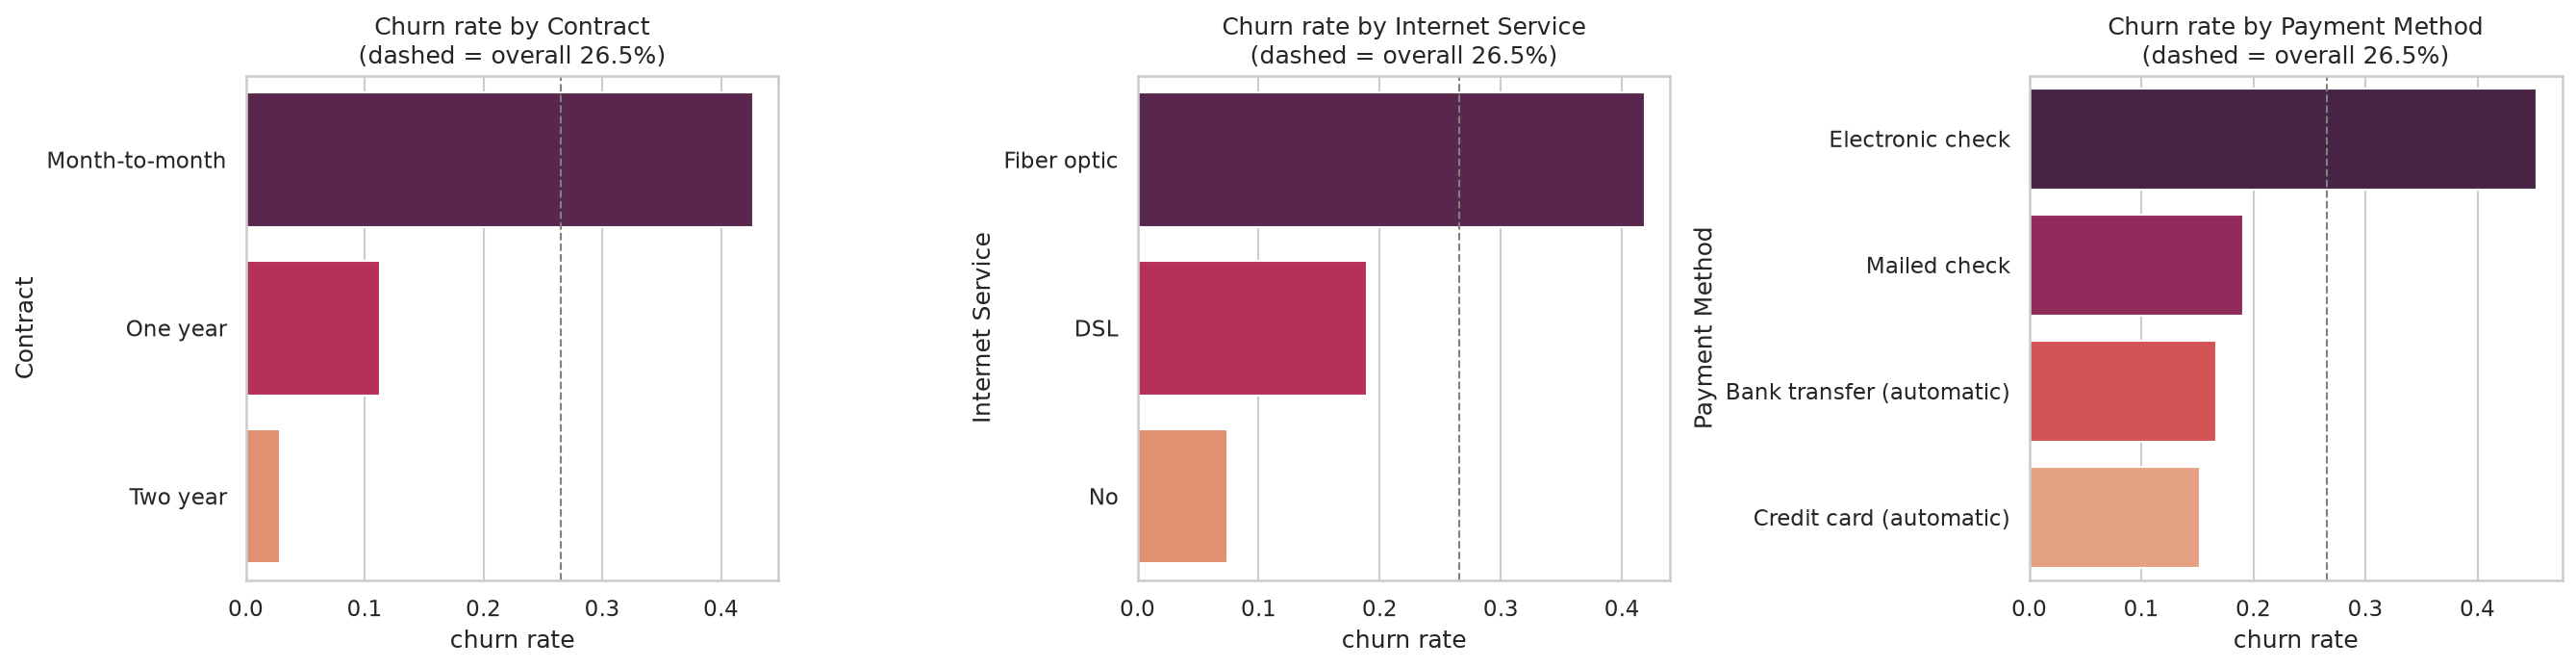 Churn rate by Contract
(dashed = overall 26.5%)
Contract
Month-to-month
One year
Two year
0.0 0.1 0.2 0.3 0.4
churn rate
Churn rate by Internet Service
(dashed = overall 26.5%)
Internet Service
Fiber optic
DSL
No
0.0 0.1 0.2 0.3 0.4
churn rate
Churn rate by Payment Method
(dashed = overall 26.5%)
Payment Method
Electronic check
Mailed check
Bank transfer (automatic)
Credit card (automatic)
0.0 0.1 0.2 0.3 0.4
churn rate